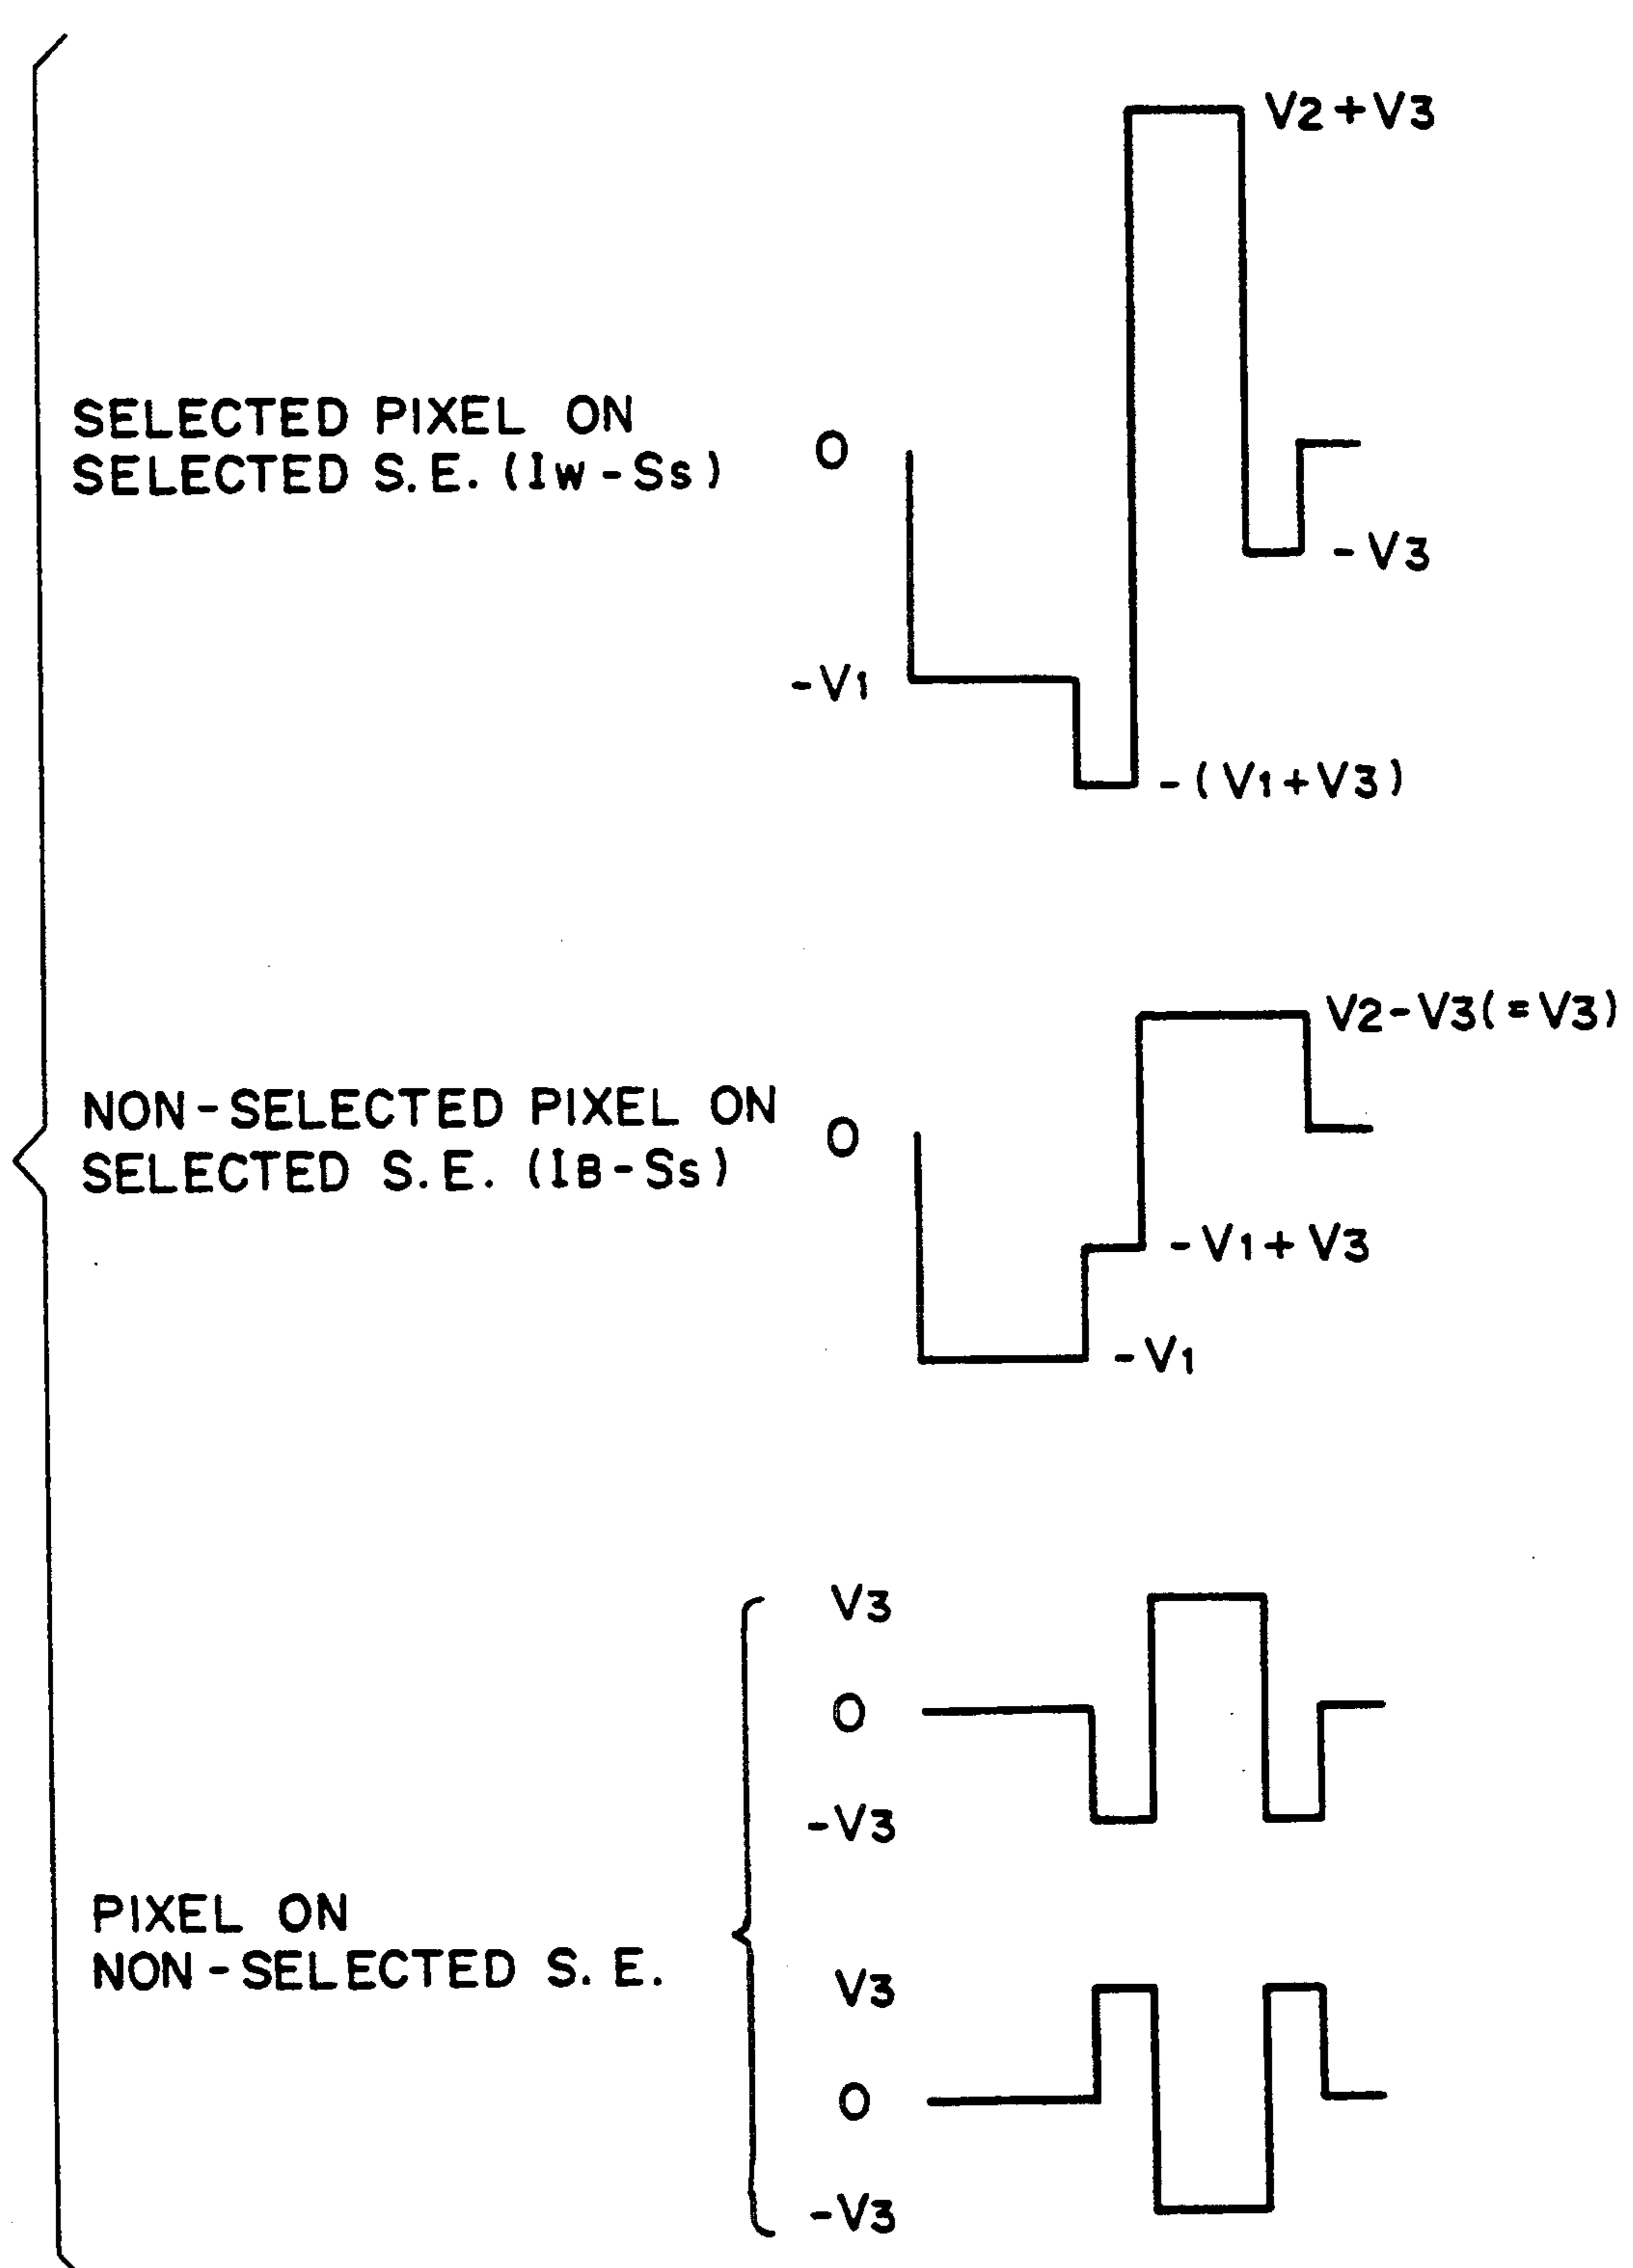 V2+V3
SELECTED PIXEL ON
SELECTED S.E. (IW-SS)
0
-V3
-V1
-(V1+V3)
V2-V3(=V3)
NON-SELECTED PIXEL ON
SELECTED S.E. (IB-SS)
0
-V1+V3
-V1
V3
0
-V3
PIXEL ON
NON-SELECTED S.E.
V3
0
-V3